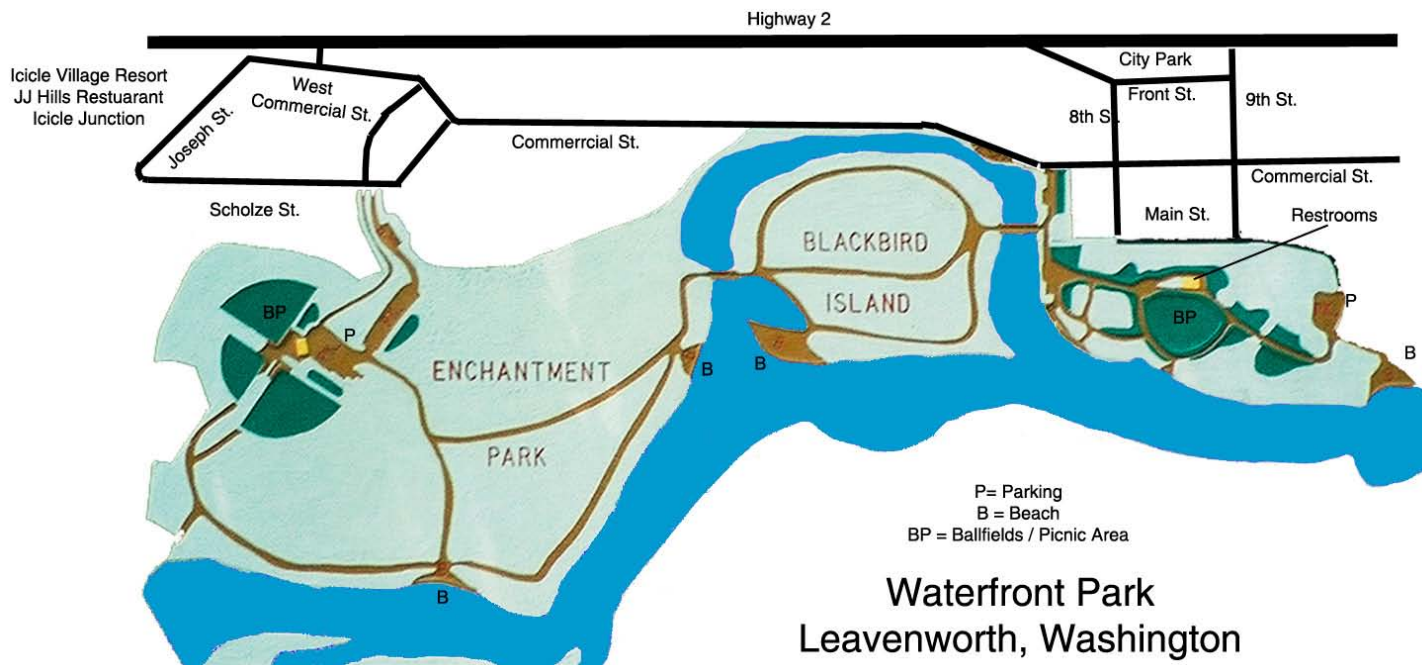 Highway 2
Icicle Village Resort
JJ Hills Restuarant
Icicle Junction
West
Commercial St.
Joseph St.
Scholze St.
Commerrcial St.
City Park
Front St.
8th St.
9th St.
Commercial St.
Main St.
Restrooms
BLACKBIRD
ISLAND
BP
P
ENCHANTMENT
PARK
B
B
B
BP
P
B
P= Parking
B = Beach
BP = Ballfields / Picnic Area
Waterfront Park
Leavenworth, Washington